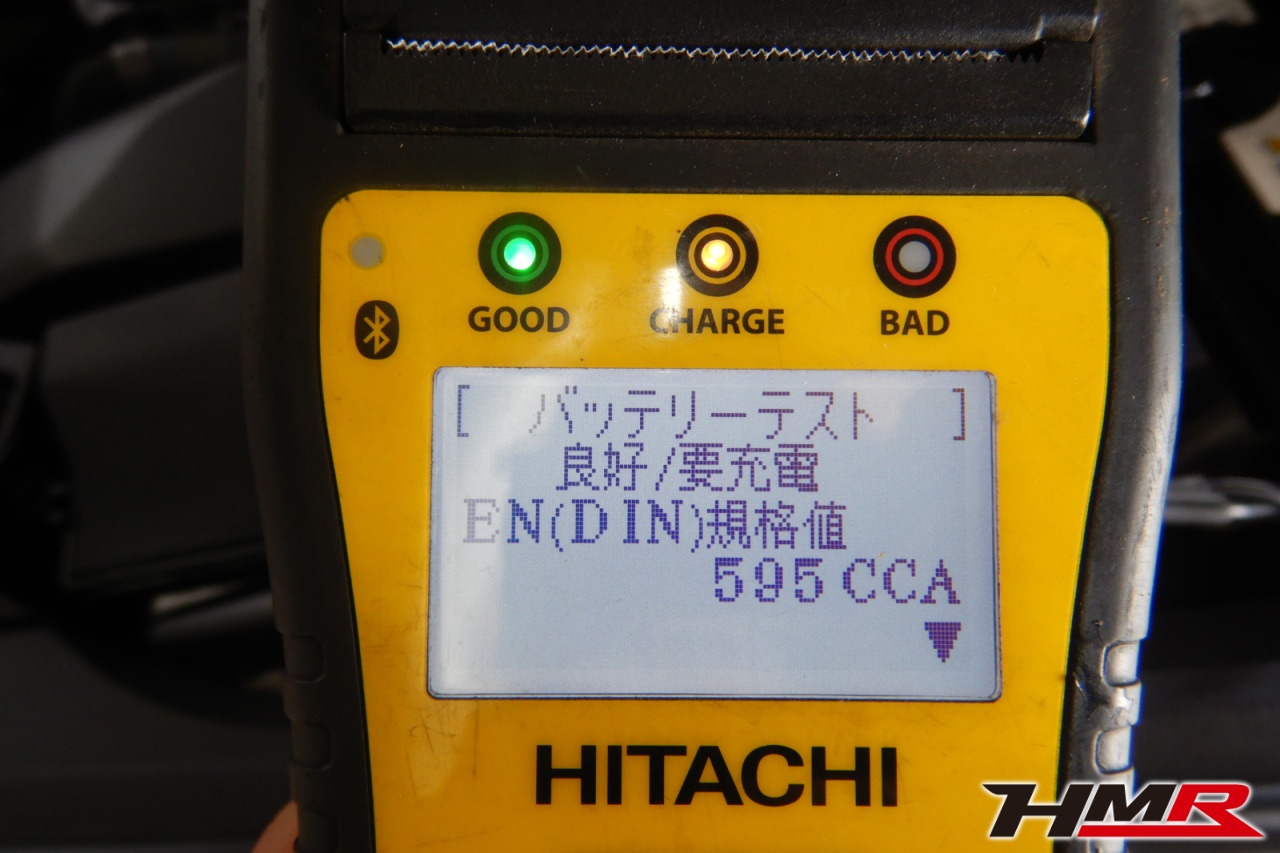 GOOD CHARGE BAD
[ バッテリーテスト ]
良好/要充電
EN(DIN)規格値
595 CCA
HITACHI
HMR